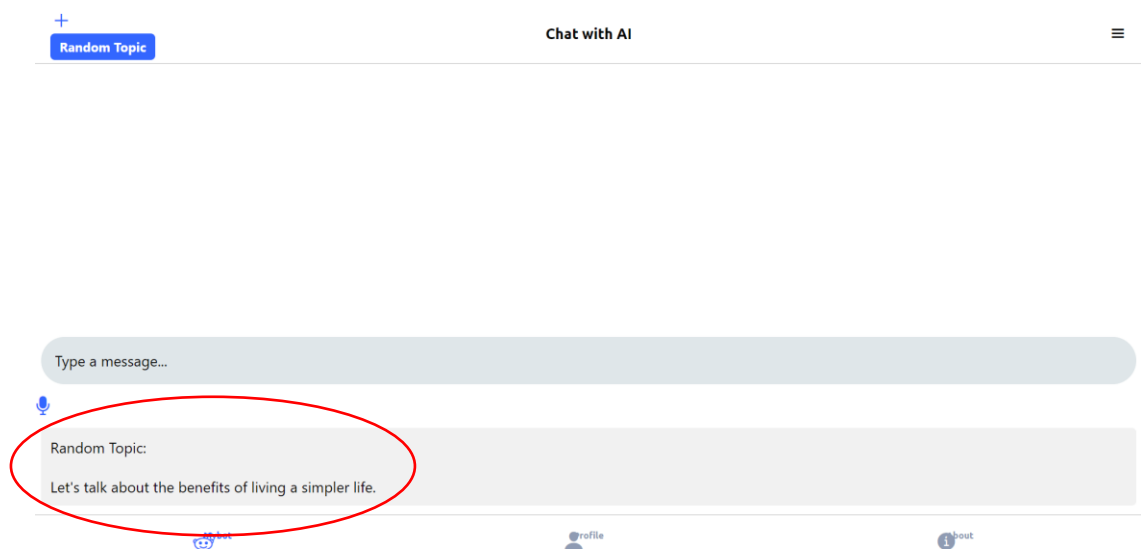 Random Topic
Chat with AI
Type a message...
Random Topic:
Let's talk about the benefits of living a simpler life.